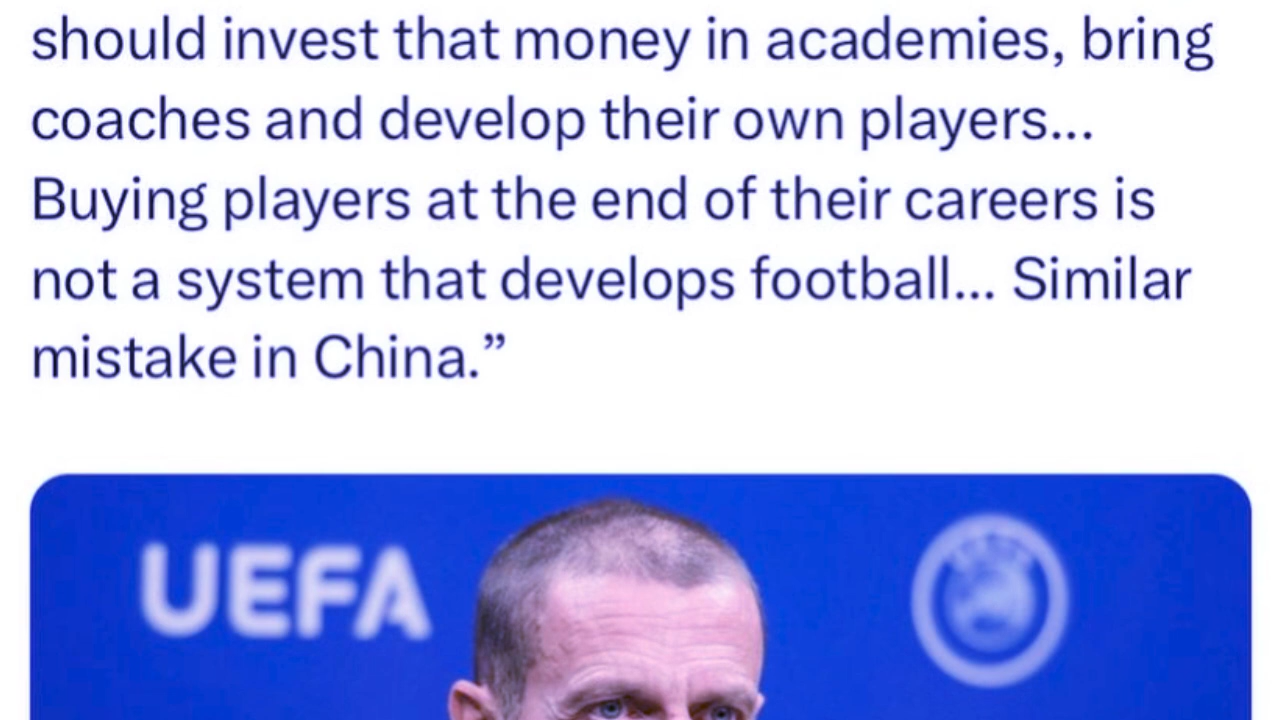 should invest that money in academies, bring
coaches and develop their own players...
Buying players at the end of their careers is
not a system that develops football... Similar
mistake in China.”
UEFA